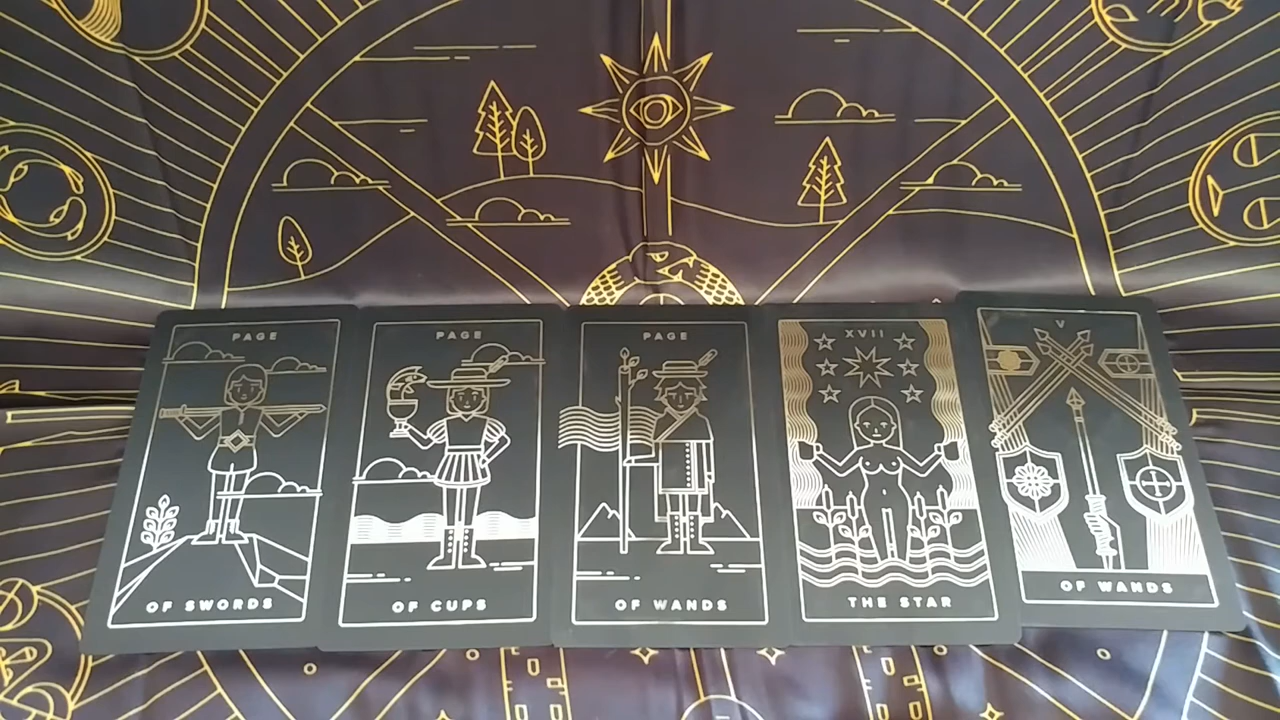 PAGE
OF SWORDS
PAGE
OF CUPS
PAGE
OF WANDS
XVII
THE STAR
V
OF WANDS